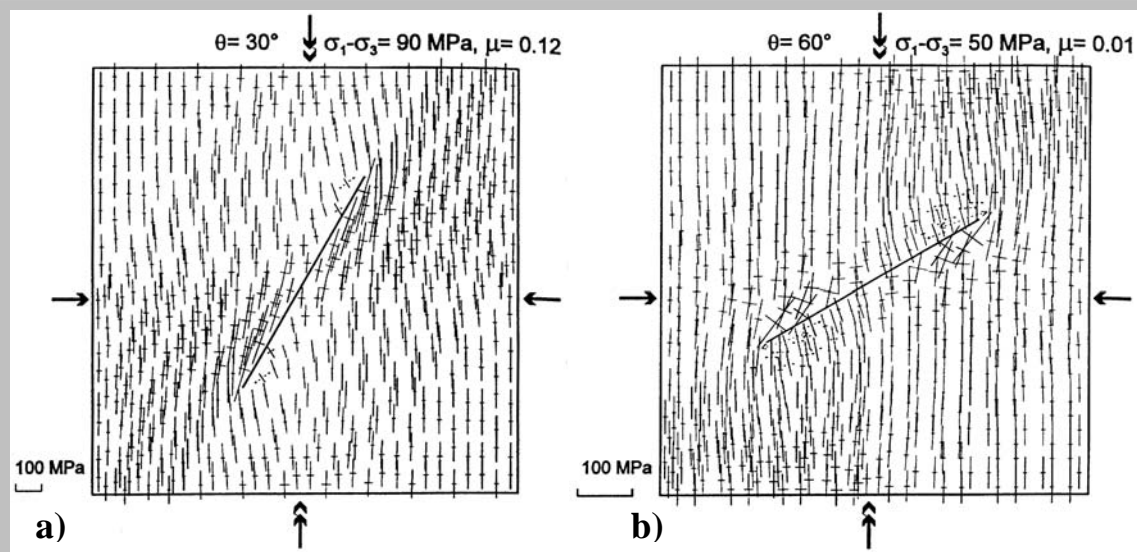 θ= 30° σ₁-σ₃= 90 MPa, μ= 0.12
100 MPa
a)
θ= 60° σ₁-σ₃= 50 MPa, μ= 0.01
100 MPa
b)